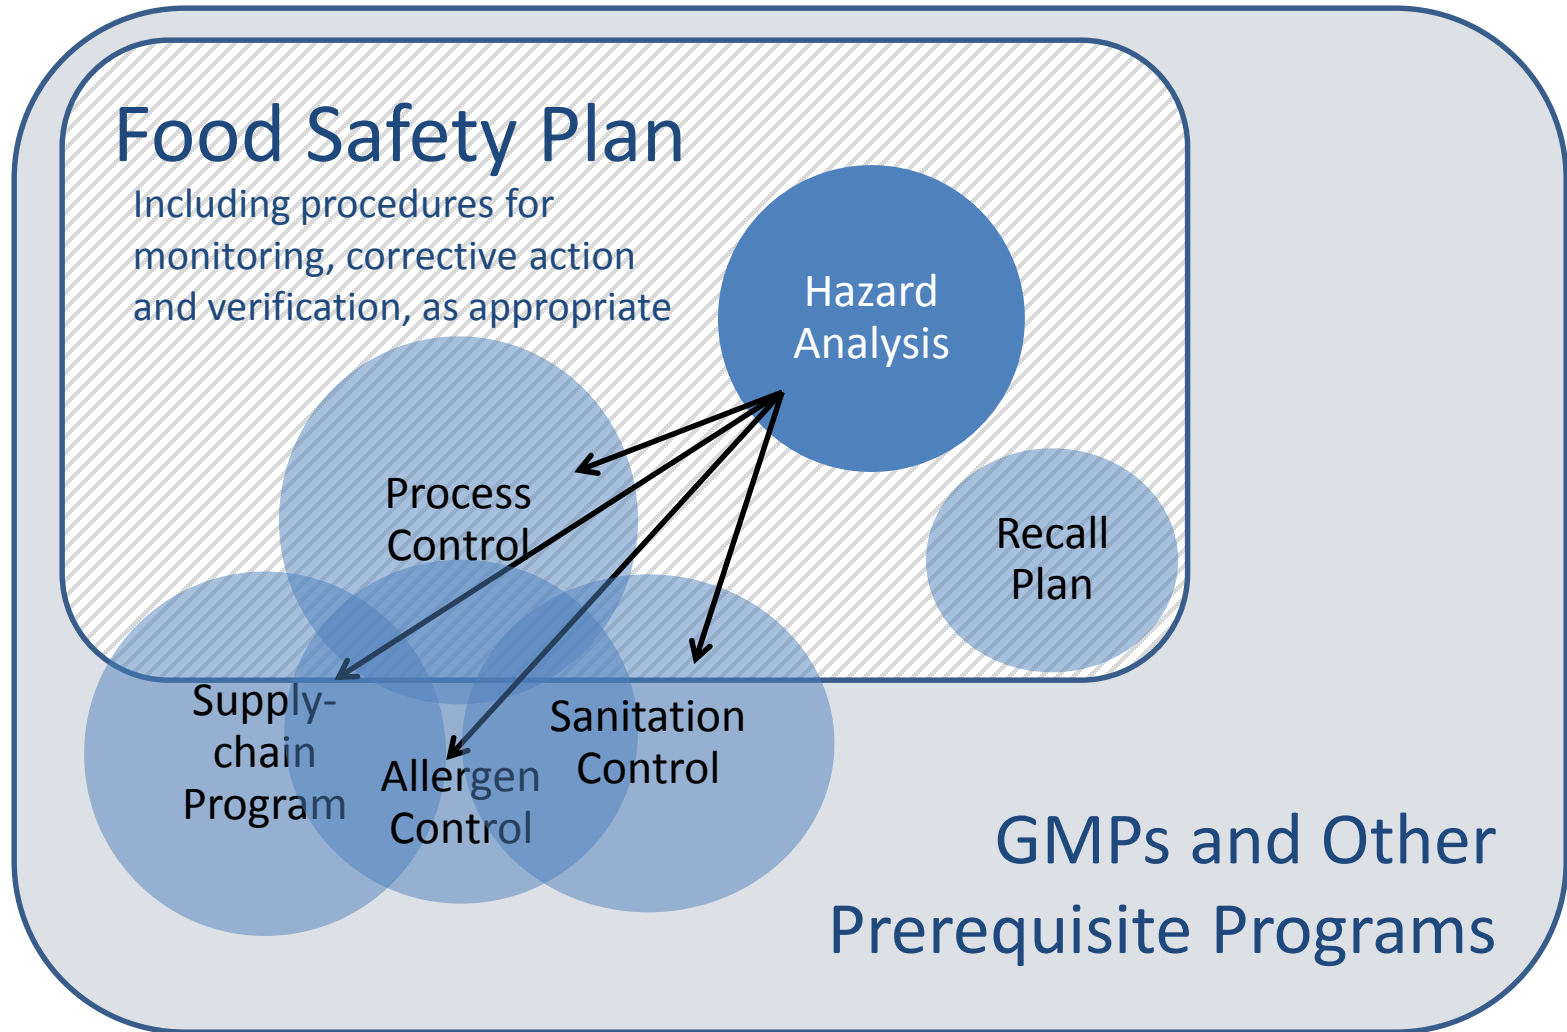 Food Safety Plan
Including procedures for
monitoring, corrective action
and verification, as appropriate
Hazard
Analysis
Process
Control
Recall
Plan
Supply-
chain
Program
Allergen
Control
Sanitation
Control
GMPs and Other
Prerequisite Programs